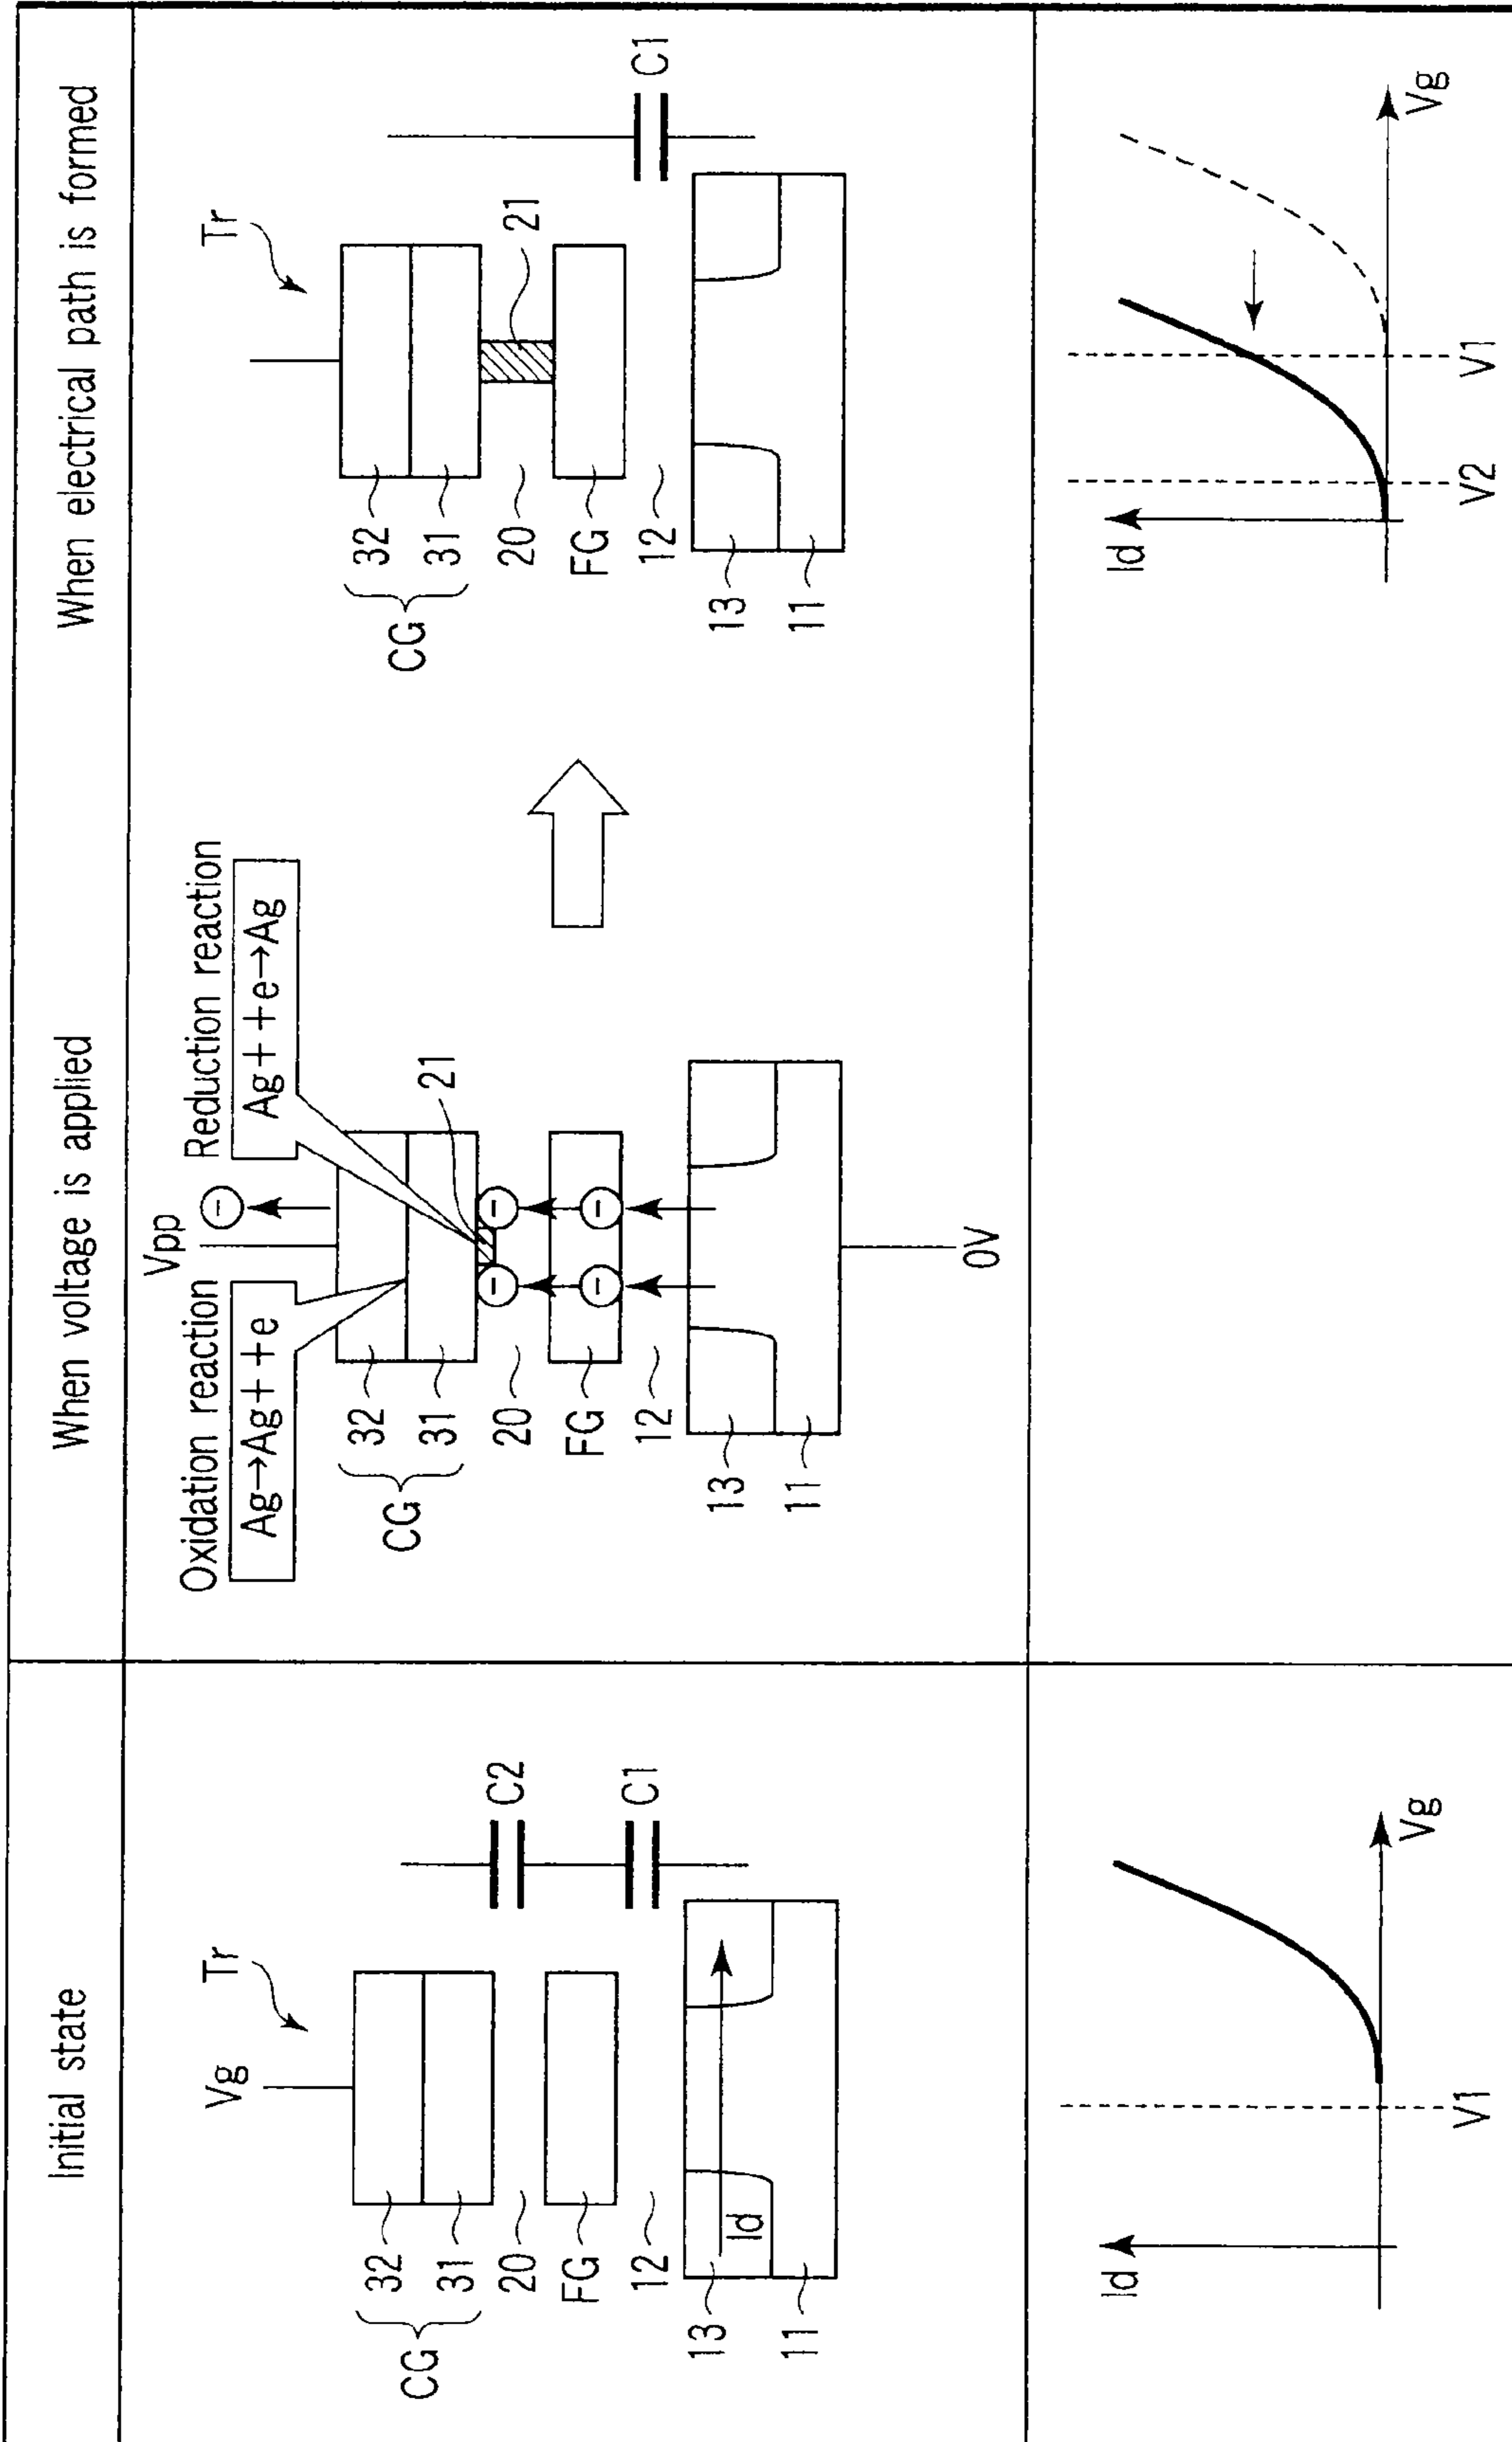 Initial state
When voltage is applied
When electrical path is formed
Vg
Tr
CG
32
31
20
FG
12
13
11
Id
C2
C1
Id
V1
Vg
Oxidation reaction
Ag→Ag++e
Vpp
Reduction reaction
Ag++e→Ag
21
CG
32
31
20
FG
12
13
11
0V
Tr
21
CG
32
31
20
FG
12
13
11
C1
Id
V2
V1
Vg